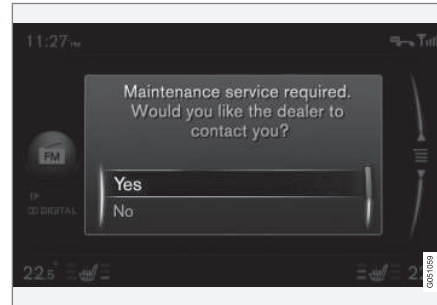 11:27
Maintenance service required.
Would you like the dealer to
contact you?
FM
Yes
No
TP
DIGITAL
22.5°
G051059